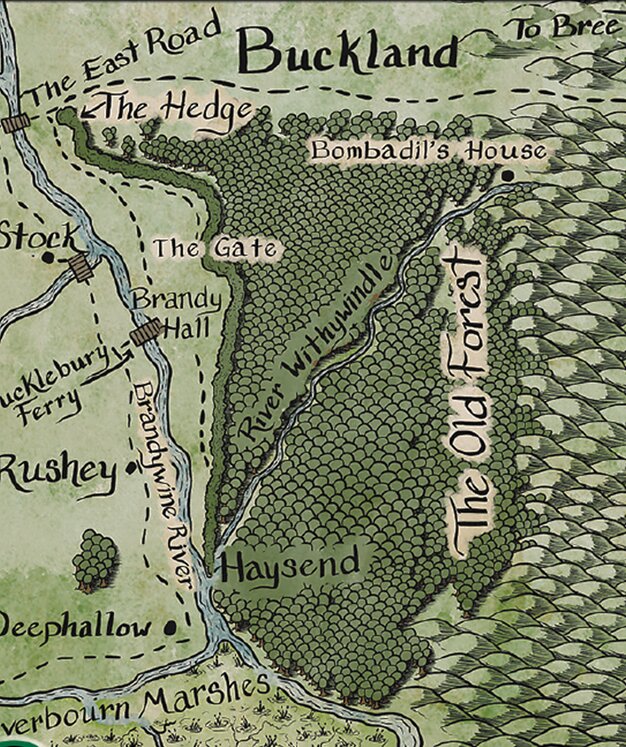 To Bree
The East Road
Buckland
The Hedge
Bombadil's House
Stock
The Gate
Brandy
Hall
ucklebury
Ferry
River Withywindle
The Old Forest
Brandywine River
Rushey
Haysend
Deephallow
verbourn Marshes